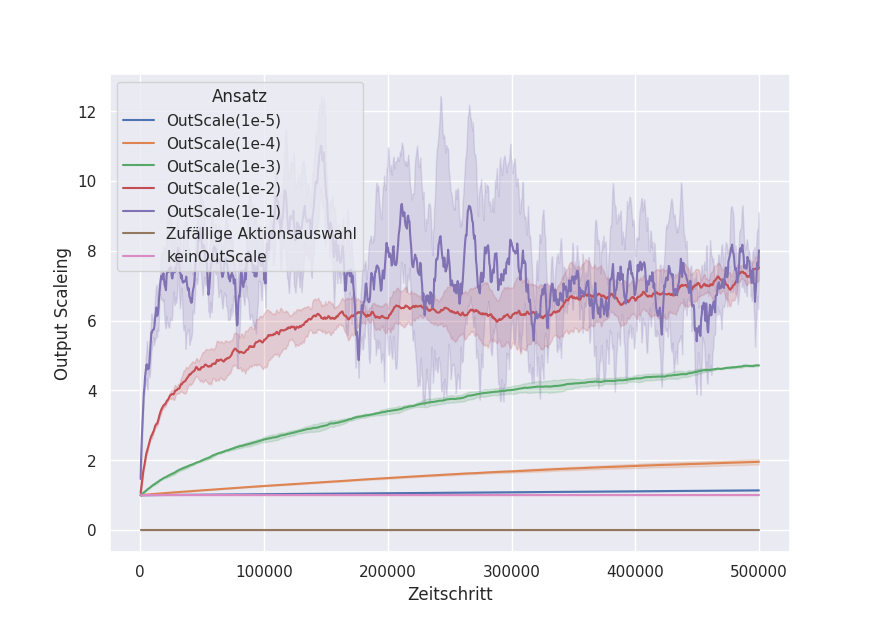 Ansatz
OutScale(1e-5)
OutScale(1e-4)
OutScale(1e-3)
OutScale(1e-2)
OutScale(1e-1)
Zufällige Aktionsauswahl
keinOutScale
Output Scaleing
12
10
8
6
4
2
0
0 100000 200000 300000 400000 500000
Zeitschritt